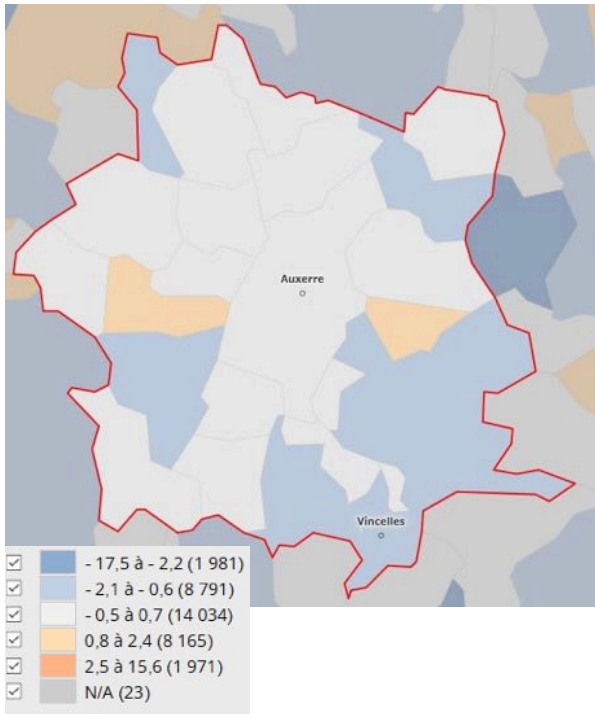 Auxerre
Vincelles
- 17,5 à - 2,2 (1 981)
- 2,1 à - 0,6 (8 791)
- 0,5 à 0,7 (14 034)
0,8 à 2,4 (8 165)
2,5 à 15,6 (1 971)
N/A (23)